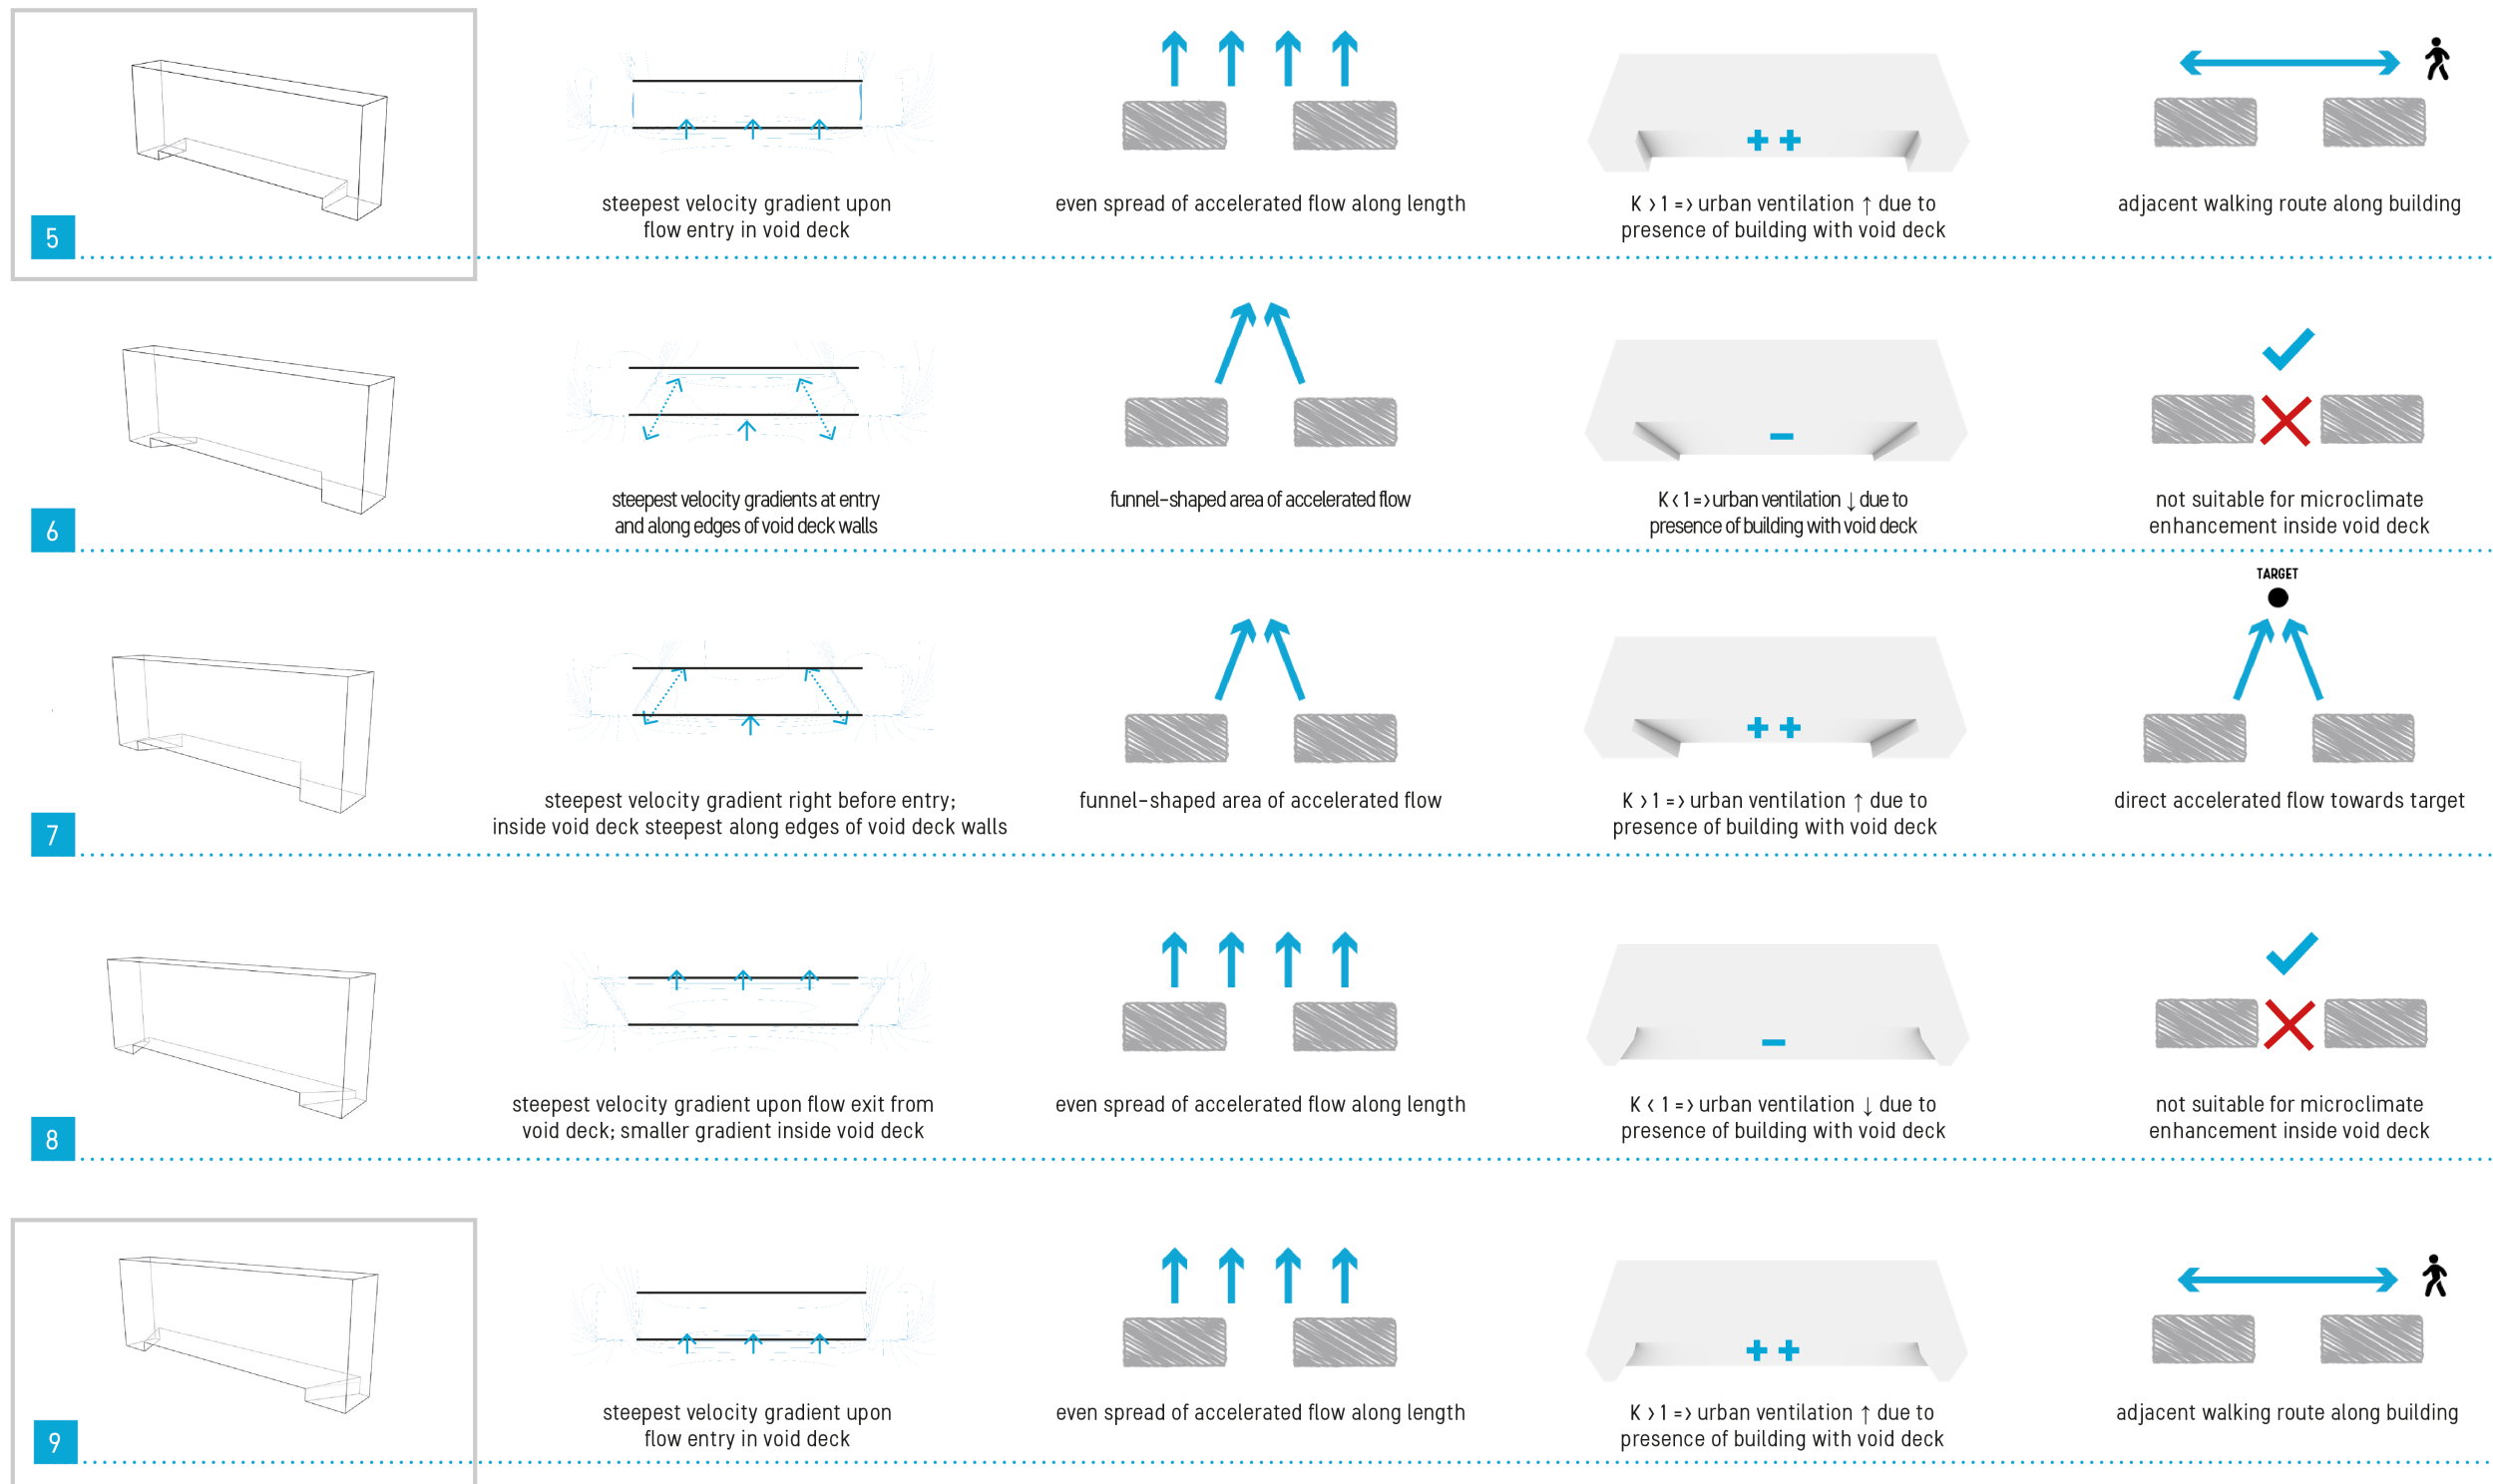 steepest velocity gradient upon
flow entry in void deck
even spread of accelerated flow along length
K > 1 => urban ventilation ↑ due to
presence of building with void deck
adjacent walking route along building
5
steepest velocity gradients at entry
and along edges of void deck walls
funnel-shaped area of accelerated flow
K < 1 => urban ventilation ↓ due to
presence of building with void deck
not suitable for microclimate
enhancement inside void deck
6
TARGET
steepest velocity gradient right before entry;
inside void deck steepest along edges of void deck walls
funnel-shaped area of accelerated flow
K > 1 => urban ventilation ↑ due to
presence of building with void deck
direct accelerated flow towards target
7
steepest velocity gradient upon flow exit from
void deck; smaller gradient inside void deck
even spread of accelerated flow along length
K < 1 => urban ventilation ↓ due to
presence of building with void deck
not suitable for microclimate
enhancement inside void deck
8
steepest velocity gradient upon
flow entry in void deck
even spread of accelerated flow along length
K > 1 => urban ventilation ↑ due to
presence of building with void deck
adjacent walking route along building
9